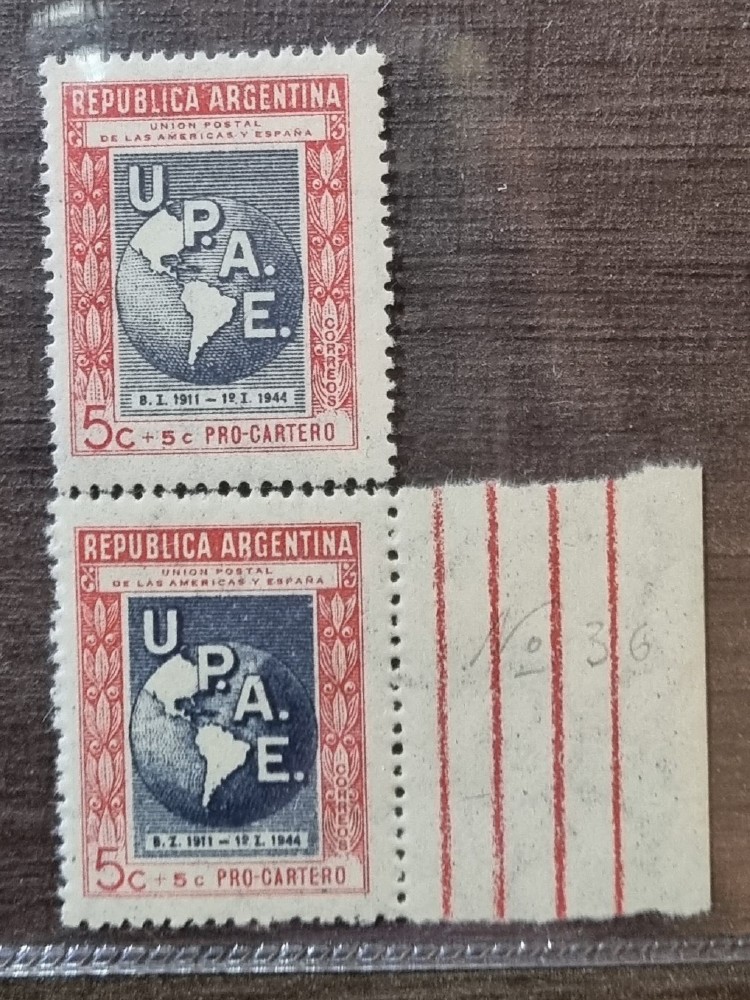 REPUBLICA ARGENTINA
UNION POSTAL
DE LAS AMERICAS Y ESPAÑA
U.
P.
A.
E.
CORREOS
8. I. 1911 – 1º I. 1944
5c + 5c PRO-CARTERO
REPUBLICA ARGENTINA
UNION POSTAL
DE LAS AMERICAS Y ESPAÑA
U.
P.
A.
E.
CORREOS
8. I. 1911 – 1º I. 1944
5c + 5c PRO-CARTERO
No 36